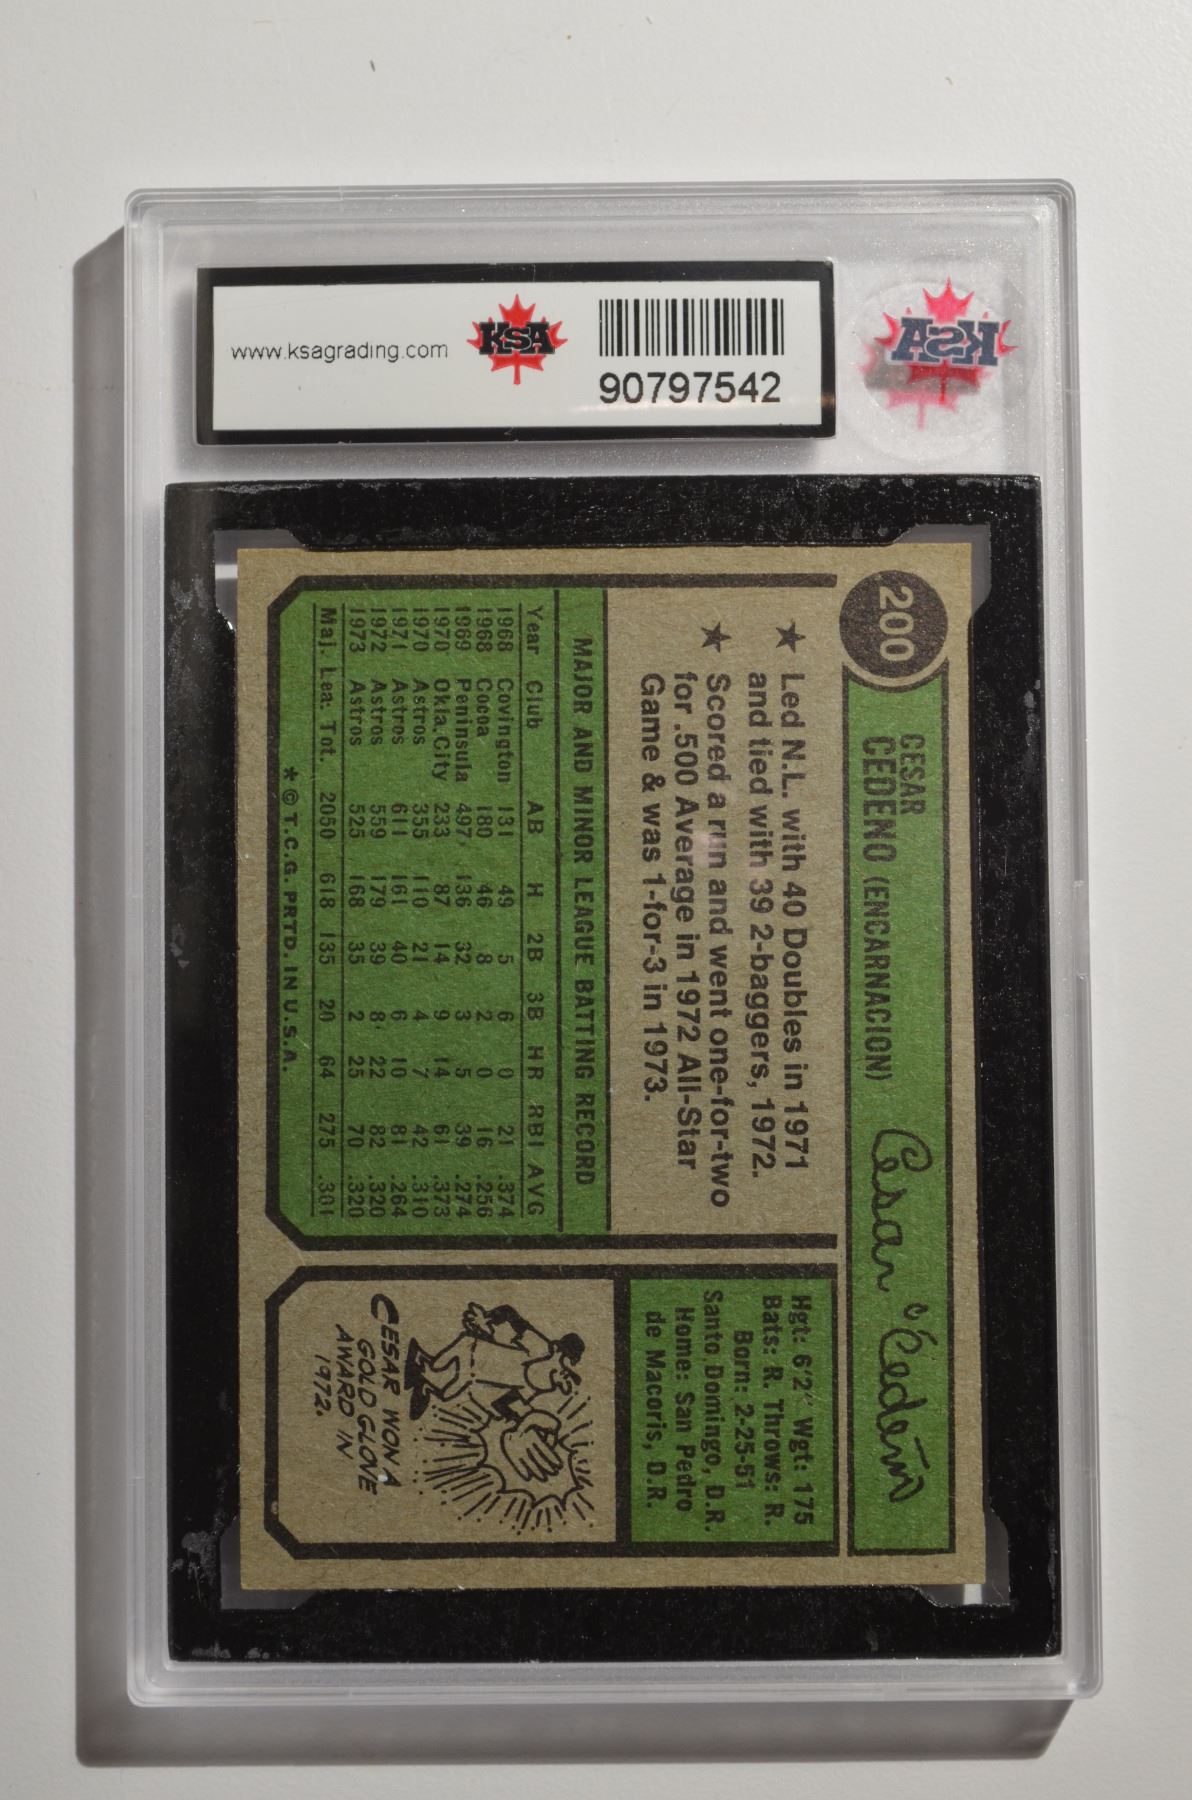 www.ksagrading.com
KSA
90797542
KSA
200
CESAR
CEDENO (ENCARNACION)
Cesar Cedeño
★ Led N.L. with 40 Doubles in 1971
and tied with 39 2-baggers, 1972.
★ Scored a run and went one-for-two
for .500 Average in 1972 All-Star
Game & was 1-for-3 in 1973.
MAJOR AND MINOR LEAGUE BATTING RECORD
Year Club AB H 2B 3B HR RBI AVG
1968 Covington 131 49 5 6 0 21 .374
1968 Cocoa 180 46 8 2 0 16 .256
1969 Peninsula 497 136 32 3 5 39 .274
1970 Okla. City 233 87 14 9 14 61 .373
1970 Astros 355 110 21 4 7 42 .310
1971 Astros 611 161 40 6 10 81 .264
1972 Astros 559 179 39 8 22 82 .320
1973 Astros 525 168 35 2 25 70 .320
Maj. Lea. Tot. 2050 618 135 20 64 275 .301
★ © T.C.G. PRTD. IN U.S.A.
Hgt: 6'2" Wgt: 175
Bats: R. Throws: R.
Born: 2-25-51
Santo Domingo, D.R.
Home: San Pedro
de Macoris, D.R.
CESAR WON A
GOLD GLOVE
AWARD IN
1972.